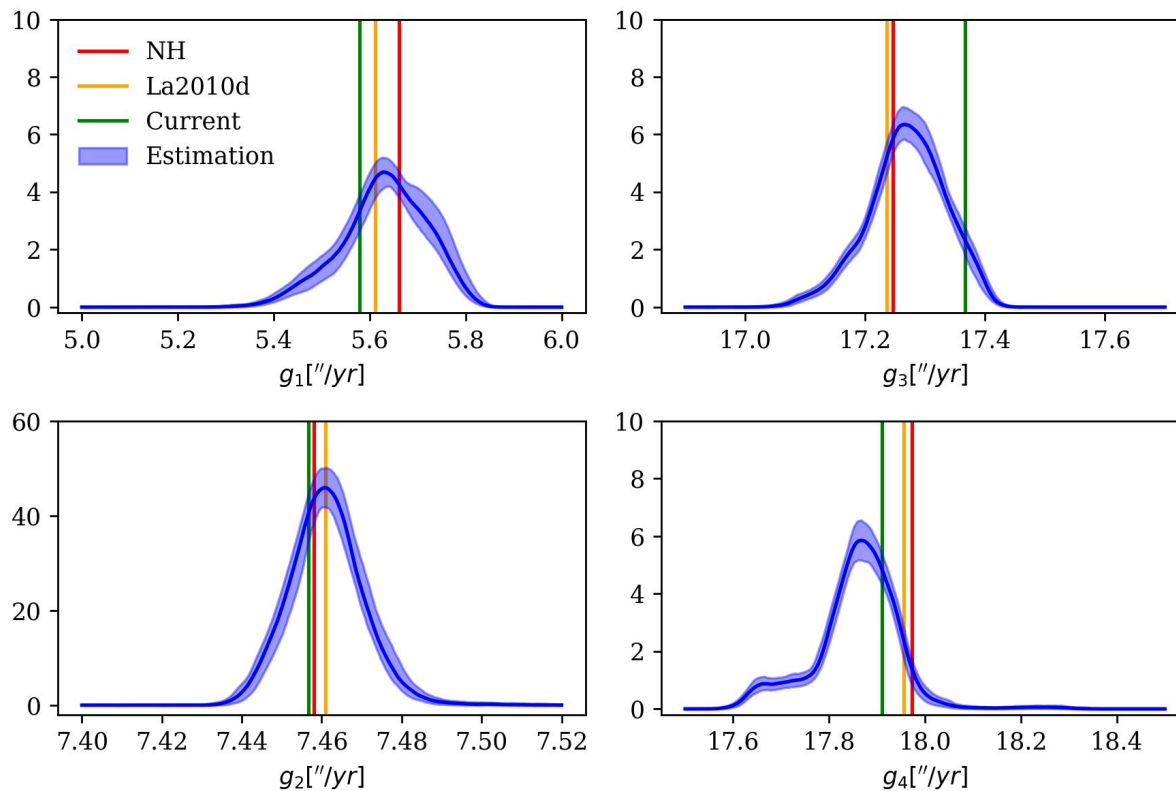 10
8
6
4
2
0
NH
La2010d
Current
Estimation
5.0 5.2 5.4 5.6 5.8 6.0
g₁[″/yr]
10
8
6
4
2
0
17.0 17.2 17.4 17.6
g₃[″/yr]
60
40
20
0
7.40 7.42 7.44 7.46 7.48 7.50 7.52
g₂[″/yr]
10
8
6
4
2
0
17.6 17.8 18.0 18.2 18.4
g₄[″/yr]